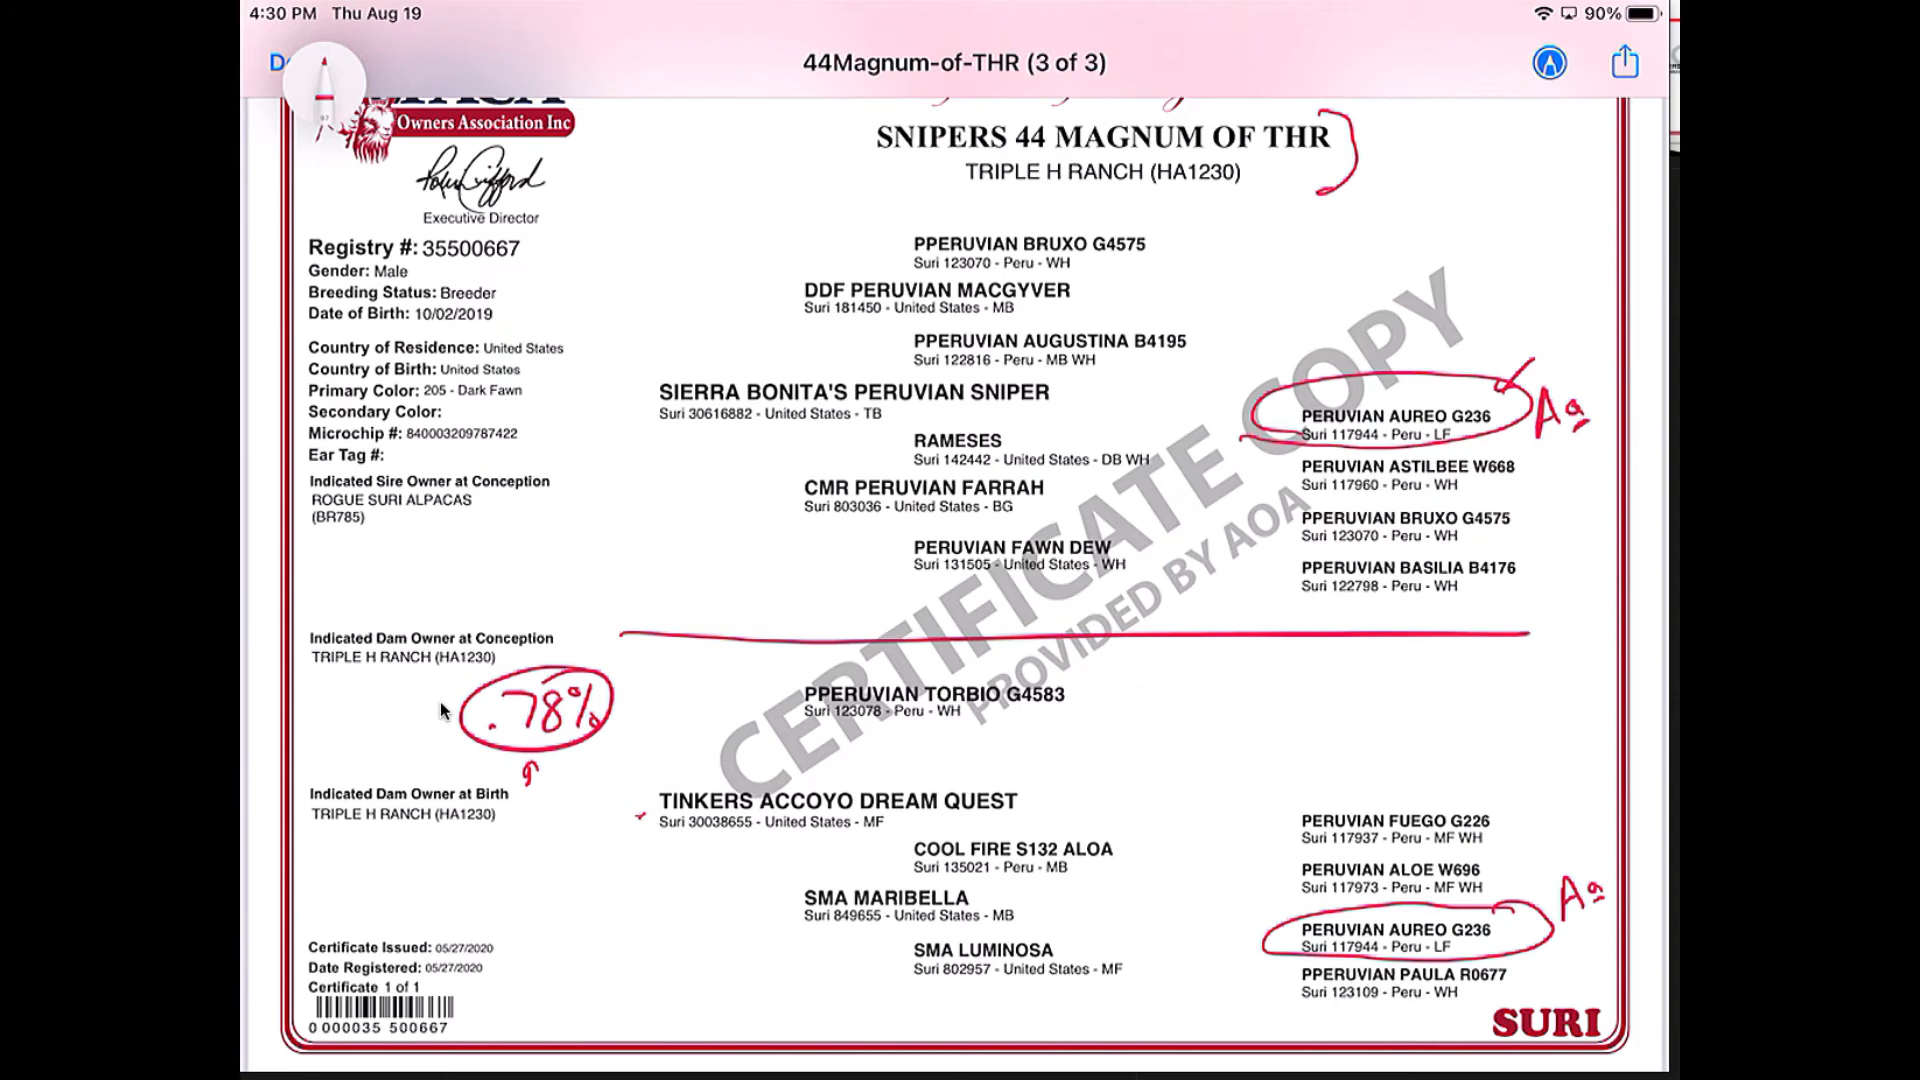 4:30 PM Thu Aug 19
90%
44Magnum-of-THR (3 of 3)
Owners Association Inc
Executive Director
SNIPERS 44 MAGNUM OF THR
TRIPLE H RANCH (HA1230)
Registry #: 35500667
Gender: Male
Breeding Status: Breeder
Date of Birth: 10/02/2019
Country of Residence: United States
Country of Birth: United States
Primary Color: 205 - Dark Fawn
Secondary Color:
Microchip #: 840003209787422
Ear Tag #:
Indicated Sire Owner at Conception
ROGUE SURI ALPACAS
(BR785)
Indicated Dam Owner at Conception
TRIPLE H RANCH (HA1230)
.78%
Indicated Dam Owner at Birth
TRIPLE H RANCH (HA1230)
Certificate Issued: 05/27/2020
Date Registered: 05/27/2020
Certificate 1 of 1
0 000035 500667
PPERUVIAN BRUXO G4575
Suri 123070 - Peru - WH
DDF PERUVIAN MACGYVER
Suri 181450 - United States - MB
PPERUVIAN AUGUSTINA B4195
Suri 122816 - Peru - MB WH
SIERRA BONITA'S PERUVIAN SNIPER
Suri 30616882 - United States - TB
PERUVIAN AUREO G236
Suri 117944 - Peru - LF
Aa
RAMESES
Suri 142442 - United States - DB WH
PERUVIAN ASTILBEE W668
Suri 117960 - Peru - WH
CMR PERUVIAN FARRAH
Suri 803036 - United States - BG
PPERUVIAN BRUXO G4575
Suri 123070 - Peru - WH
PERUVIAN FAWN DEW
Suri 131505 - United States - WH
PPERUVIAN BASILIA B4176
Suri 122798 - Peru - WH
PPERUVIAN TORBIO G4583
Suri 123078 - Peru - WH
TINKERS ACCOYO DREAM QUEST
Suri 30038655 - United States - MF
PERUVIAN FUEGO G226
Suri 117937 - Peru - MF WH
COOL FIRE S132 ALOA
Suri 135021 - Peru - MB
PERUVIAN ALOE W696
Suri 117973 - Peru - MF WH
SMA MARIBELLA
Suri 849655 - United States - MB
Aa
PERUVIAN AUREO G236
Suri 117944 - Peru - LF
SMA LUMINOSA
Suri 802957 - United States - MF
PPERUVIAN PAULA R0677
Suri 123109 - Peru - WH
SURI
CERTIFICATE COPY
PROVIDED BY AOA